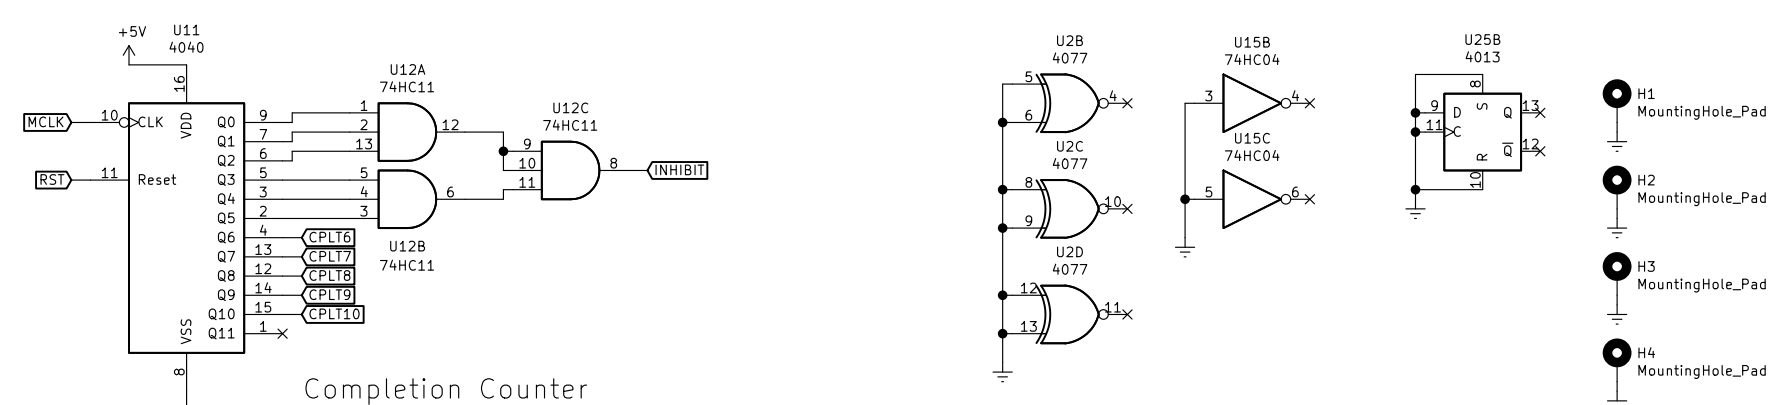 +5V
U11
4040
16
MCLK
10
CLK
VDD
RST
11
Reset
Q0
9
Q1
7
Q2
6
Q3
5
Q4
3
Q5
2
Q6
4
CPLT6
Q7
13
CPLT7
Q8
12
CPLT8
Q9
14
CPLT9
Q10
15
CPLT10
Q11
1
VSS
8
U12A
74HC11
1
2
13
12
5
4
3
6
U12B
74HC11
U12C
74HC11
9
10
11
8
INHIBIT
Completion Counter
U2B
4077
5
6
4
U2C
4077
8
9
10
U2D
4077
12
13
11
U15B
74HC04
3
4
U15C
74HC04
5
6
U25B
4013
8
9
D
S
Q
13
11
C
R
Q
12
10
H1
MountingHole_Pad
H2
MountingHole_Pad
H3
MountingHole_Pad
H4
MountingHole_Pad